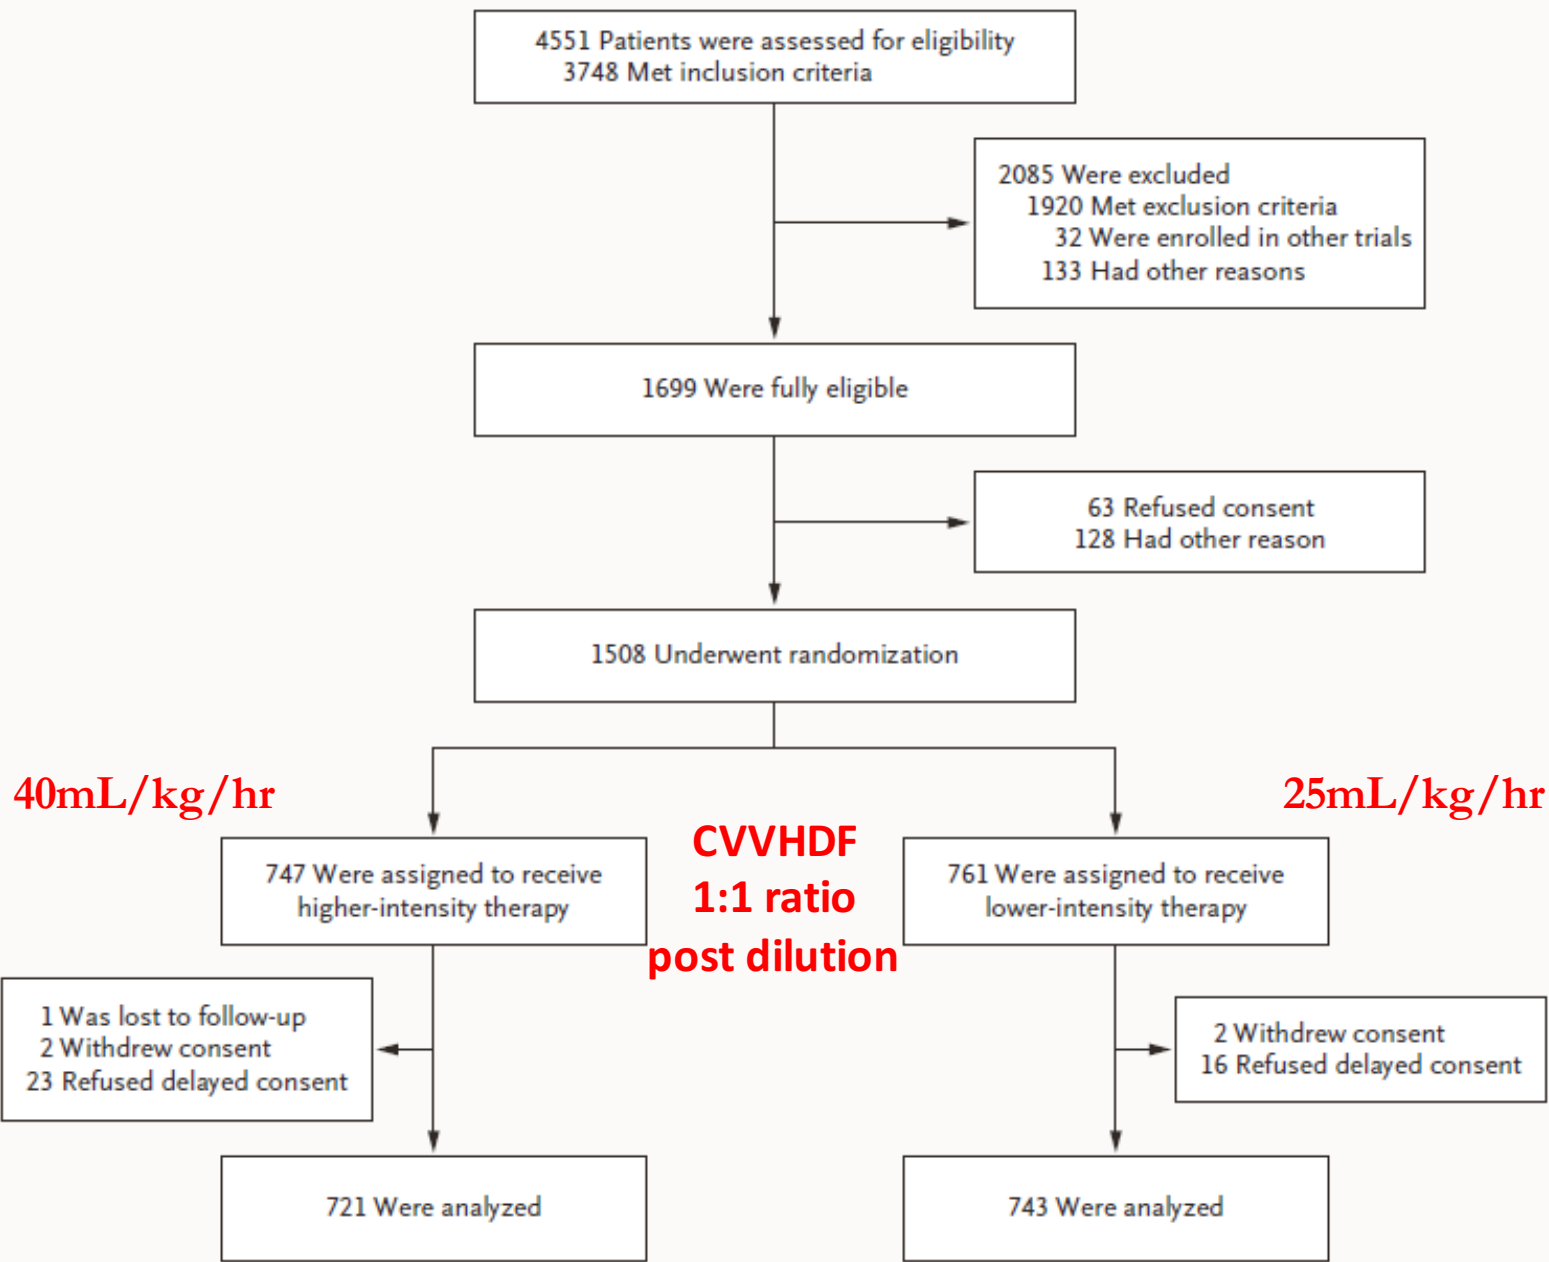 4551 Patients were assessed for eligibility
3748 Met inclusion criteria
2085 Were excluded
1920 Met exclusion criteria
32 Were enrolled in other trials
133 Had other reasons
1699 Were fully eligible
63 Refused consent
128 Had other reason
1508 Underwent randomization
40mL/kg/hr
25mL/kg/hr
CVVHDF
1:1 ratio
post dilution
747 Were assigned to receive
higher-intensity therapy
761 Were assigned to receive
lower-intensity therapy
1 Was lost to follow-up
2 Withdrew consent
23 Refused delayed consent
2 Withdrew consent
16 Refused delayed consent
721 Were analyzed
743 Were analyzed